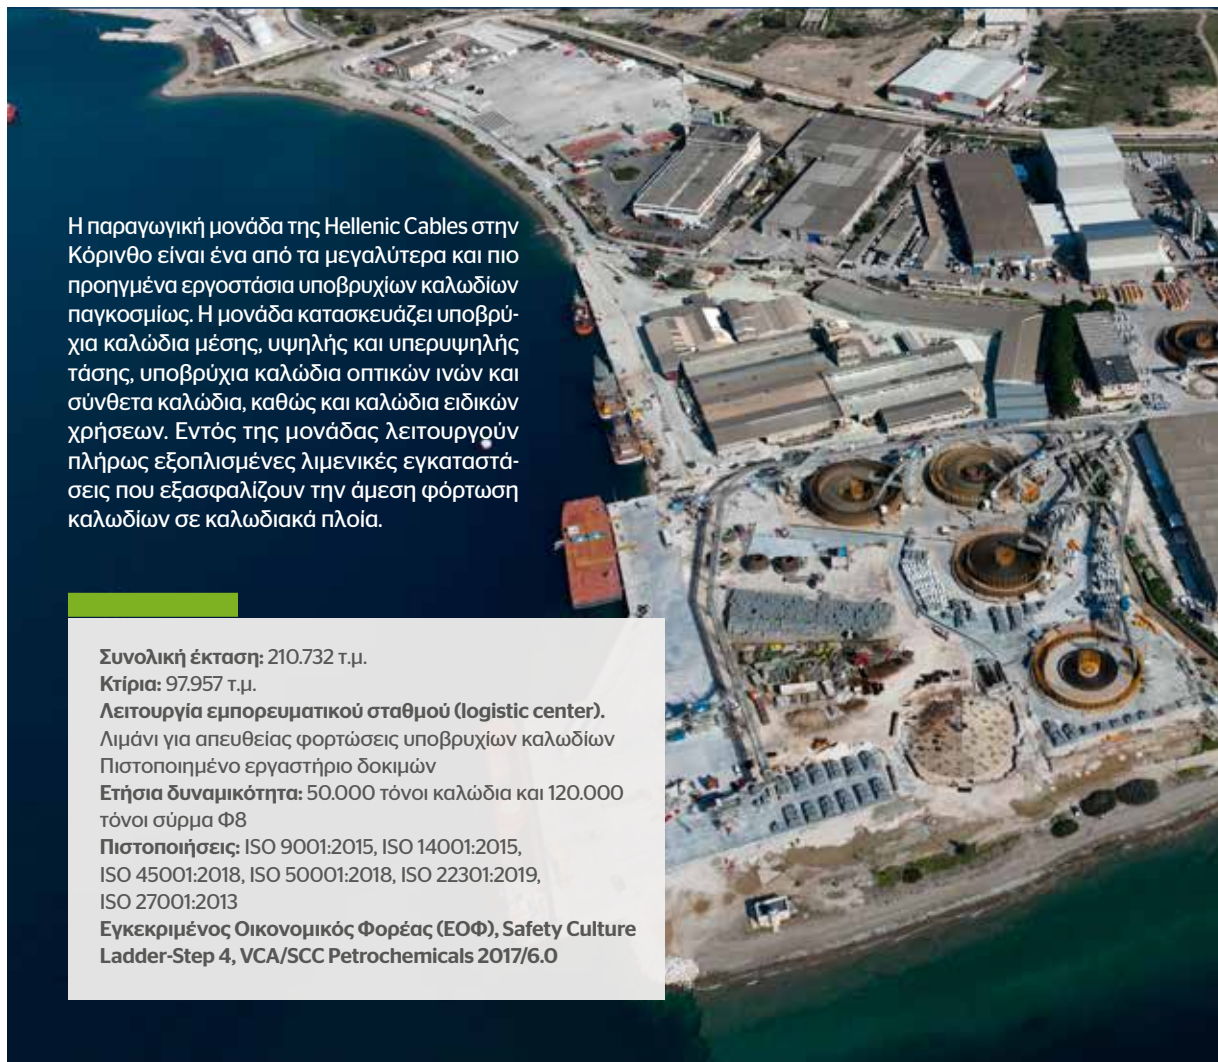 Η παραγωγική μονάδα της Hellenic Cables στην
Κόρινθο είναι ένα από τα μεγαλύτερα και πιο
προηγμένα εργοστάσια υποβρυχίων καλωδίων
παγκοσμίως. Η μονάδα κατασκευάζει υποβρύ-
χια καλώδια μέσης, υψηλής και υπερυψηλής
τάσης, υποβρύχια καλώδια οπτικών ινών και
σύνθετα καλώδια, καθώς και καλώδια ειδικών
χρήσεων. Εντός της μονάδας λειτουργούν
πλήρως εξοπλισμένες λιμενικές εγκαταστά-
σεις που εξασφαλίζουν την άμεση φόρτωση
καλωδίων σε καλωδιακά πλοία.
Συνολική έκταση: 210.732 τ.μ.
Κτίρια: 97.957 τ.μ.
Λειτουργία εμπορευματικού σταθμού (logistic center).
Λιμάνι για απευθείας φορτώσεις υποβρυχίων καλωδίων
Πιστοποιημένο εργαστήριο δοκιμών
Ετήσια δυναμικότητα: 50.000 τόνοι καλώδια και 120.000
τόνοι σύρμα Φ8
Πιστοποιήσεις: ISO 9001:2015, ISO 14001:2015,
ISO 45001:2018, ISO 50001:2018, ISO 22301:2019,
ISO 27001:2013
Εγκεκριμένος Οικονομικός Φορέας (ΕΟΦ), Safety Culture
Ladder-Step 4, VCA/SCC Petrochemicals 2017/6.0